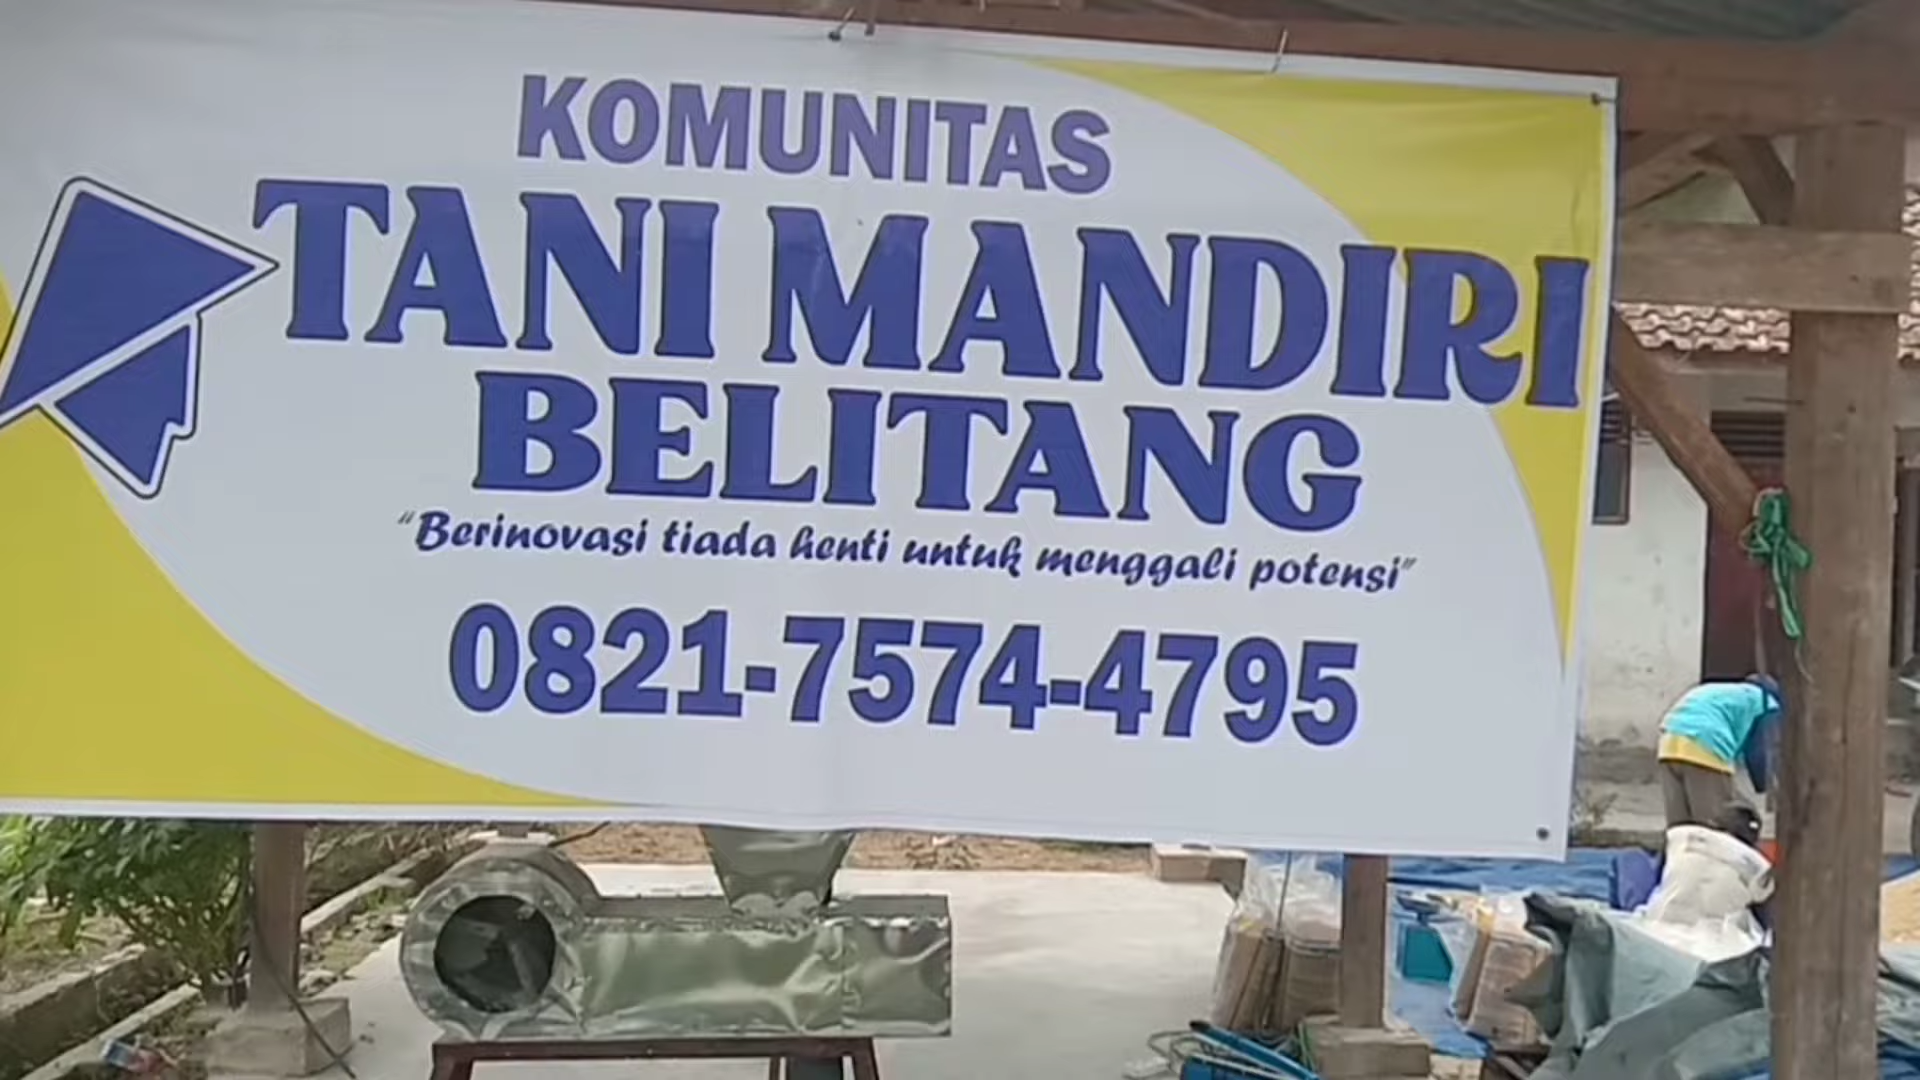 KOMUNITAS
TANI MANDIRI
BELITANG
"Berinovasi tiada henti untuk menggali potensi"
0821-7574-4795